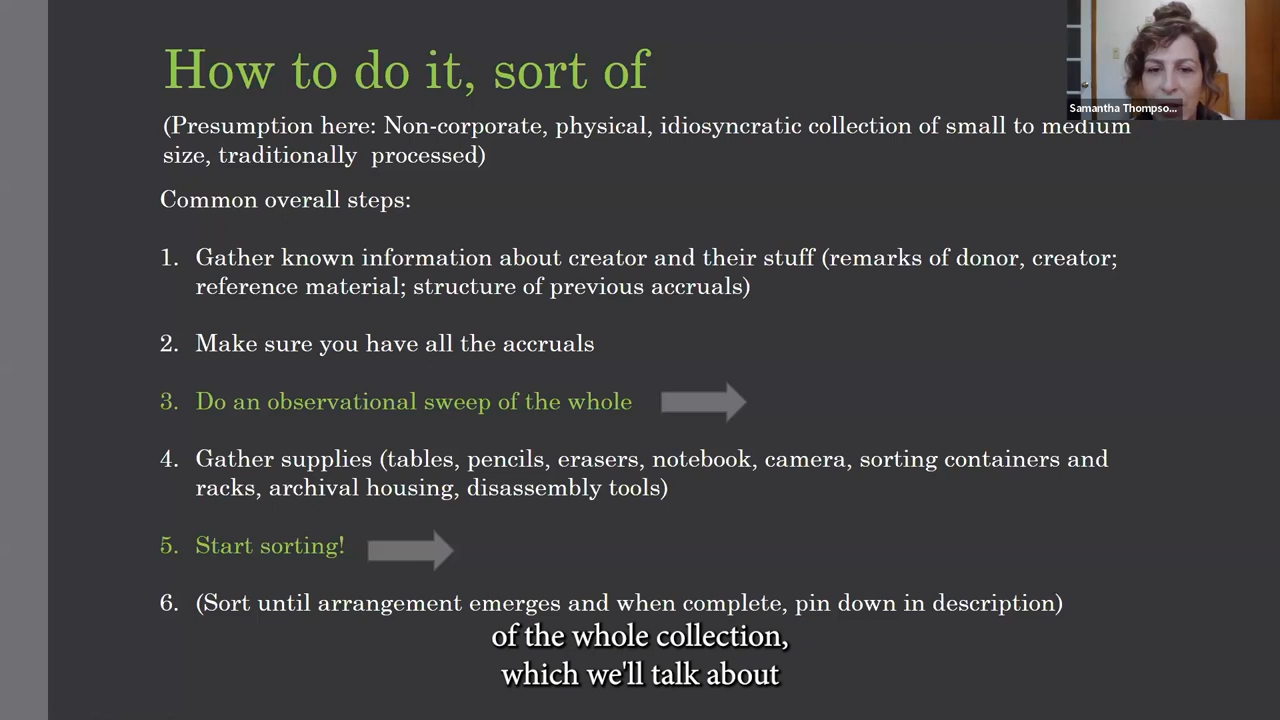 How to do it, sort of
Samantha Thompso...
(Presumption here: Non-corporate, physical, idiosyncratic collection of small to medium
size, traditionally processed)
Common overall steps:
1. Gather known information about creator and their stuff (remarks of donor, creator;
reference material; structure of previous accruals)
2. Make sure you have all the accruals
3. Do an observational sweep of the whole
4. Gather supplies (tables, pencils, erasers, notebook, camera, sorting containers and
racks, archival housing, disassembly tools)
5. Start sorting!
6. (Sort until arrangement emerges and when complete, pin down in description)
of the whole collection,
which we'll talk about